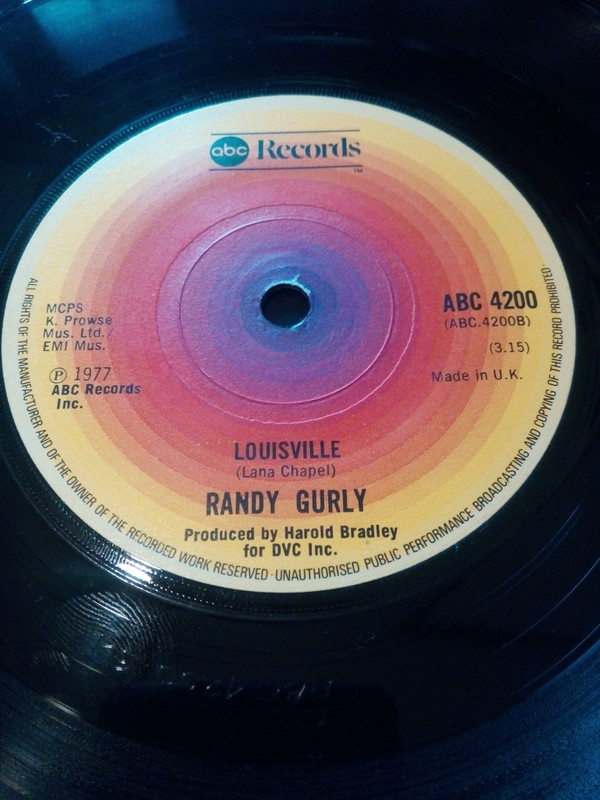 abc Records
TM
MCPS
K. Prowse
Mus. Ltd./
EMI Mus.
Ⓟ 1977
ABC Records
Inc.
ABC 4200
(ABC.4200B)
(3.15)
Made in U.K.
LOUISVILLE
(Lana Chapel)
RANDY GURLY
Produced by Harold Bradley
for DVC Inc.
ALL RIGHTS OF THE MANUFACTURER AND OF THE OWNER OF THE RECORDED WORK RESERVED·UNAUTHORISED PUBLIC PERFORMANCE BROADCASTING AND COPYING OF THIS RECORD PROHIBITED·